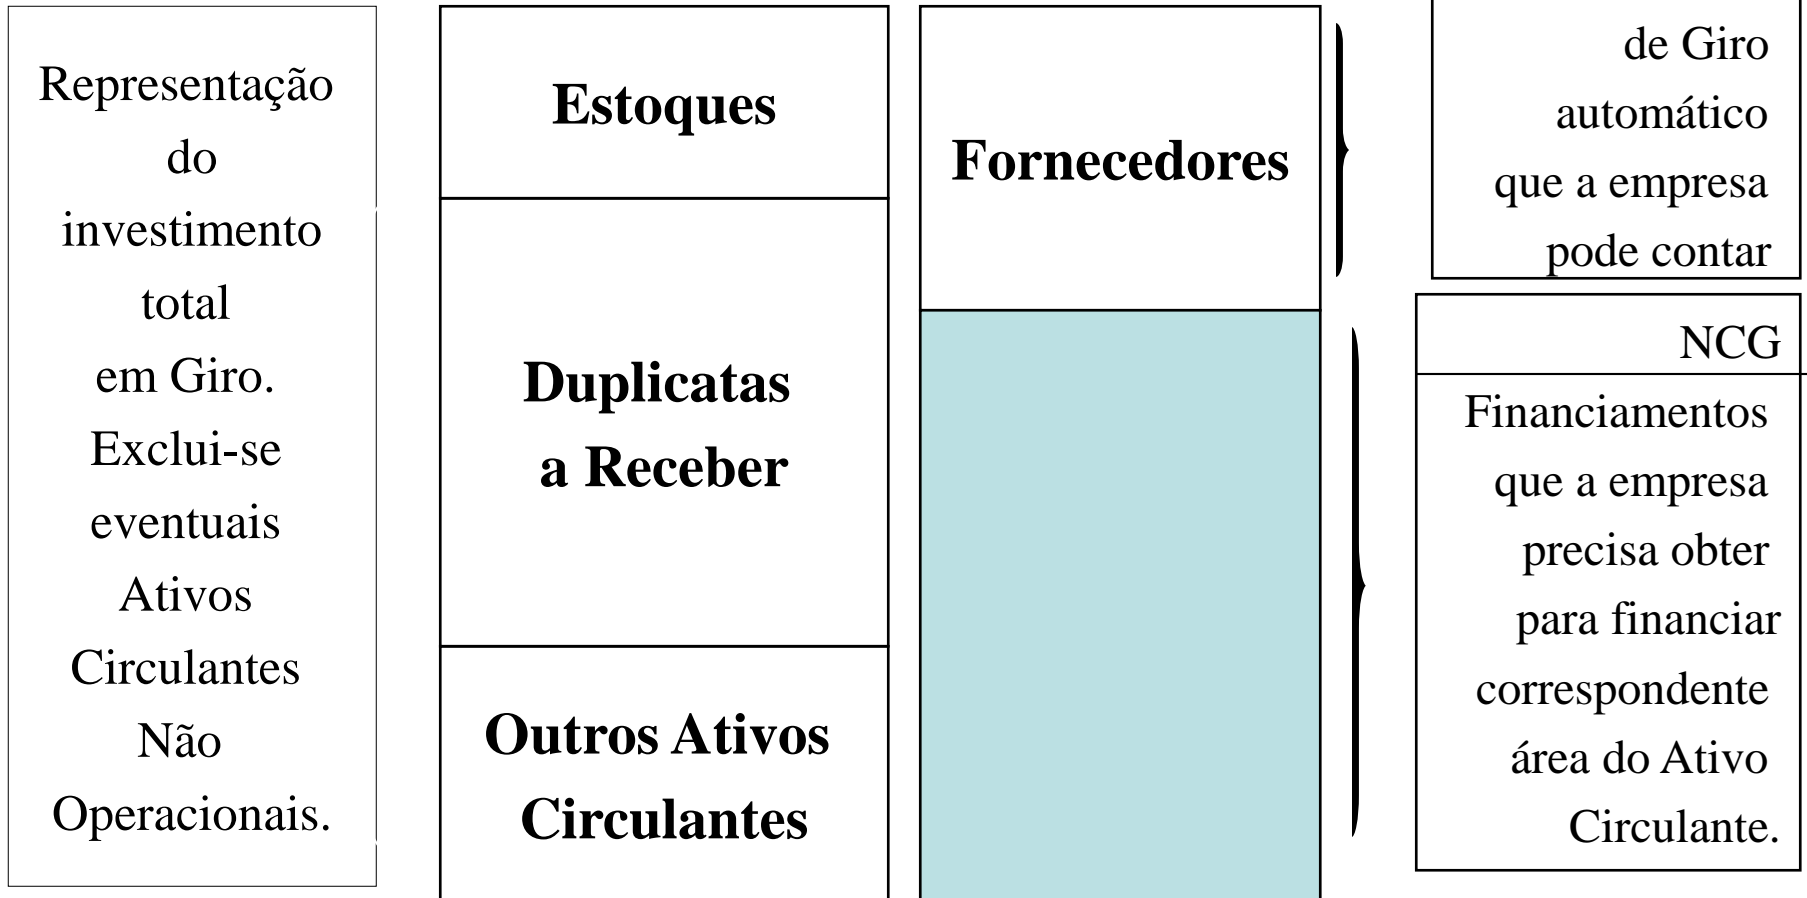 Representação
do
investimento
total
em Giro.
Exclui-se
eventuais
Ativos
Circulantes
Não
Operacionais.
Estoques
Duplicatas
a Receber
Outros Ativos
Circulantes
Fornecedores
de Giro
automático
que a empresa
pode contar
NCG
Financiamentos
que a empresa
precisa obter
para financiar
correspondente
área do Ativo
Circulante.